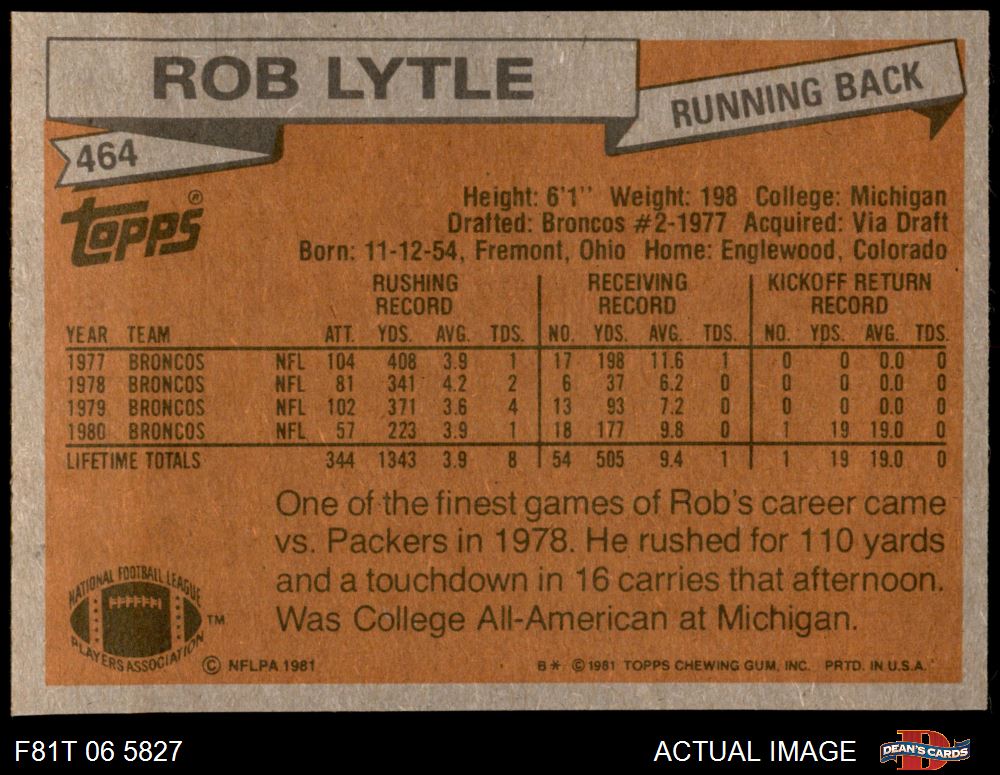 ROB LYTLE
RUNNING BACK
464
Topps®
Height: 6'1'' Weight: 198 College: Michigan
Drafted: Broncos #2-1977 Acquired: Via Draft
Born: 11-12-54, Fremont, Ohio Home: Englewood, Colorado
RUSHING RECORD RECEIVING RECORD KICKOFF RETURN RECORD
YEAR TEAM ATT. YDS. AVG. TDS. NO. YDS. AVG. TDS. NO. YDS. AVG. TDS.
1977 BRONCOS NFL 104 408 3.9 1 17 198 11.6 1 0 0 0.0 0
1978 BRONCOS NFL 81 341 4.2 2 6 37 6.2 0 0 0 0.0 0
1979 BRONCOS NFL 102 371 3.6 4 13 93 7.2 0 0 0 0.0 0
1980 BRONCOS NFL 57 223 3.9 1 18 177 9.8 0 1 19 19.0 0
LIFETIME TOTALS 344 1343 3.9 8 54 505 9.4 1 1 19 19.0 0
One of the finest games of Rob's career came
vs. Packers in 1978. He rushed for 110 yards
and a touchdown in 16 carries that afternoon.
Was College All-American at Michigan.
NATIONAL FOOTBALL LEAGUE
PLAYERS ASSOCIATION
TM
© NFLPA 1981
B* © 1981 TOPPS CHEWING GUM, INC. PRTD. IN U.S.A.
F81T 06 5827
ACTUAL IMAGE
D
DEAN'S CARDS